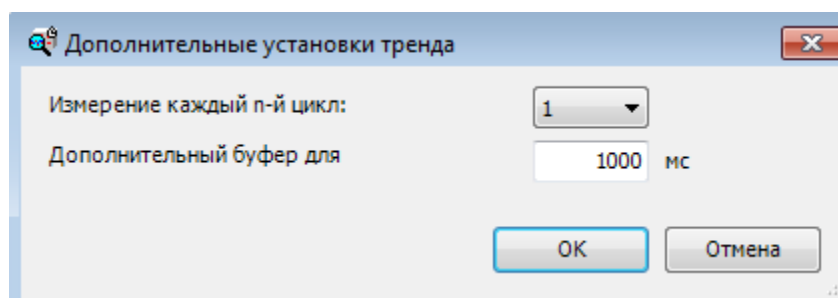 Дополнительные установки тренда
Измерение каждый n-й цикл: 1
Дополнительный буфер для 1000 мс
OK Отмена